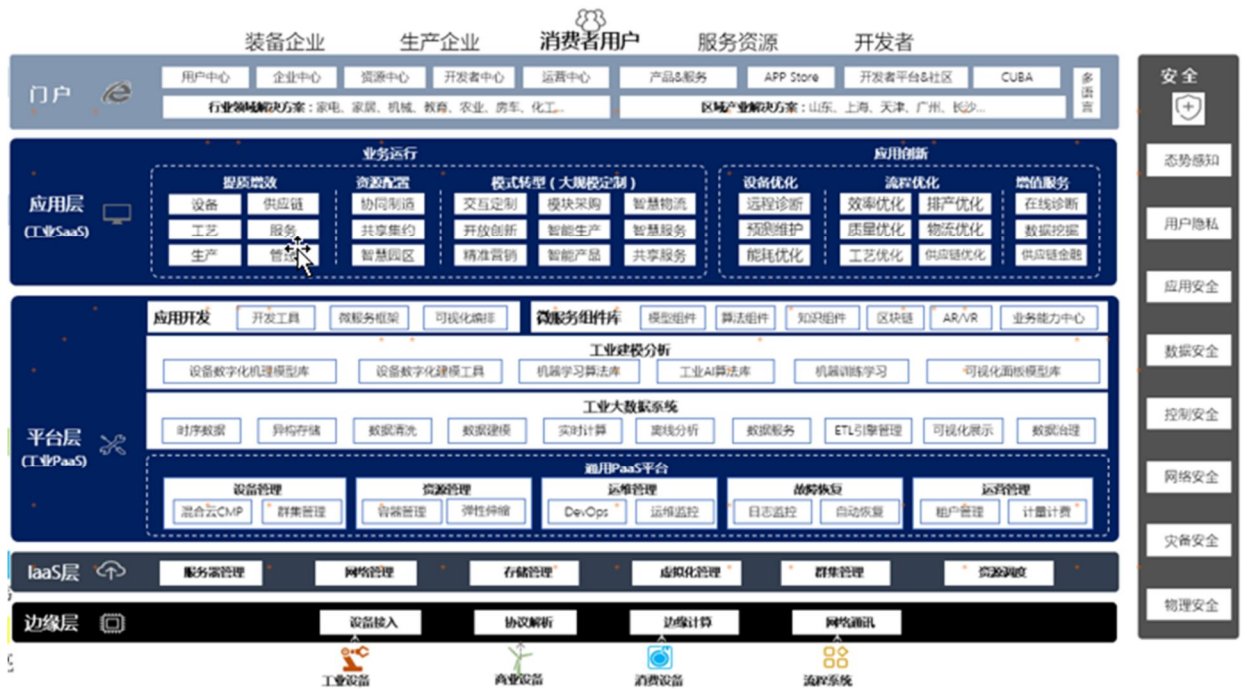 装备企业 生产企业 消费者用户 服务资源 开发者
门户
用户中心 企业中心 资源中心 开发者中心 运营中心 产品&服务 APP Store 开发者平台&社区 CUBA
多语言
行业领域解决方案：家电、家居、机械、教育、农业、房车、化工... 区域产业解决方案：山东、上海、天津、广州、长沙...
应用层
(工业SaaS)
业务运行 应用创新
提质增效 资源配置 模式转型（大规模定制） 设备优化 流程优化 增值服务
设备 供应链 协同制造 交互定制 模块采购 智慧物流 远程诊断 效率优化 排产优化 在线诊断
工艺 服务 共享集约 开放创新 智能生产 智慧服务 预测维护 质量优化 物流优化 数据挖掘
生产 智慧园区 精准营销 智能产品 共享服务 能耗优化 工艺优化 供应链优化 供应链金融
平台层
(工业PaaS)
应用开发 开发工具 微服务框架 可视化编排 微服务组件库 模型组件 算法组件 知识组件 区块链 AR/VR 业务能力中心
工业建模分析
设备数字化机理模型库 设备数字化建模工具 机器学习算法库 工业AI算法库 机器训练学习 可视化面板模型库
工业大数据系统
时序数据 异构存储 数据清洗 数据建模 实时计算 离线分析 数据服务 ETL引擎管理 可视化展示 数据治理
通用PaaS平台
设备管理 资源管理 运维管理 故障恢复 运营管理
混合云CMP 群集管理 容器管理 弹性伸缩 DevOps 运维监控 日志监控 自动恢复 租户管理 计量计费
IaaS层 服务器管理 网络管理 存储管理 虚拟化管理 群集管理 资源调度
边缘层 设备接入 协议解析 边缘计算 网络通讯
工业设备 商业设备 消费设备 流程系统
安全
态势感知
用户隐私
应用安全
数据安全
控制安全
网络安全
灾备安全
物理安全